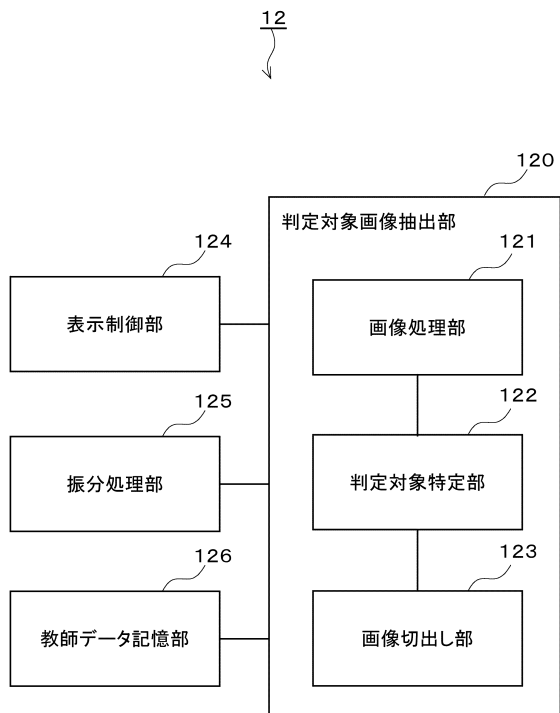 12
120
判定対象画像抽出部
124
表示制御部
121
画像処理部
125
振分処理部
122
判定対象特定部
126
教師データ記憶部
123
画像切出し部